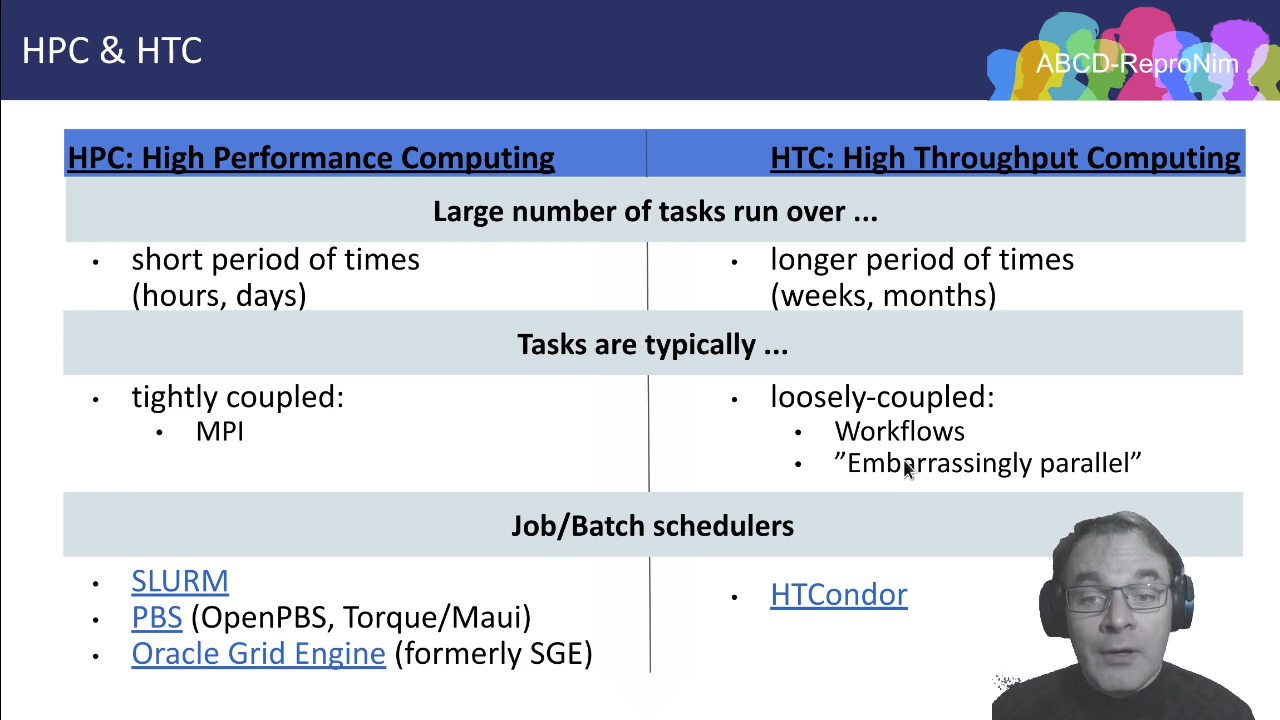 HPC & HTC
ABCD-ReproNim
HPC: High Performance Computing
HTC: High Throughput Computing
Large number of tasks run over ...
short period of times
(hours, days)
longer period of times
(weeks, months)
Tasks are typically ...
tightly coupled:
MPI
loosely-coupled:
Workflows
”Embarrassingly parallel”
Job/Batch schedulers
SLURM
PBS (OpenPBS, Torque/Maui)
Oracle Grid Engine (formerly SGE)
HTCondor